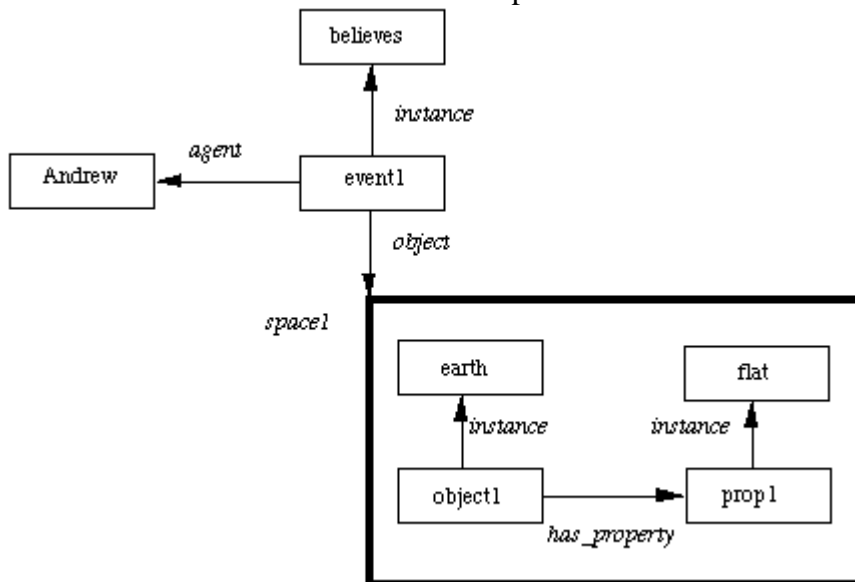 believes
instance
agent
Andrew
event1
object
space1
earth
flat
instance
instance
object1
prop1
has_property